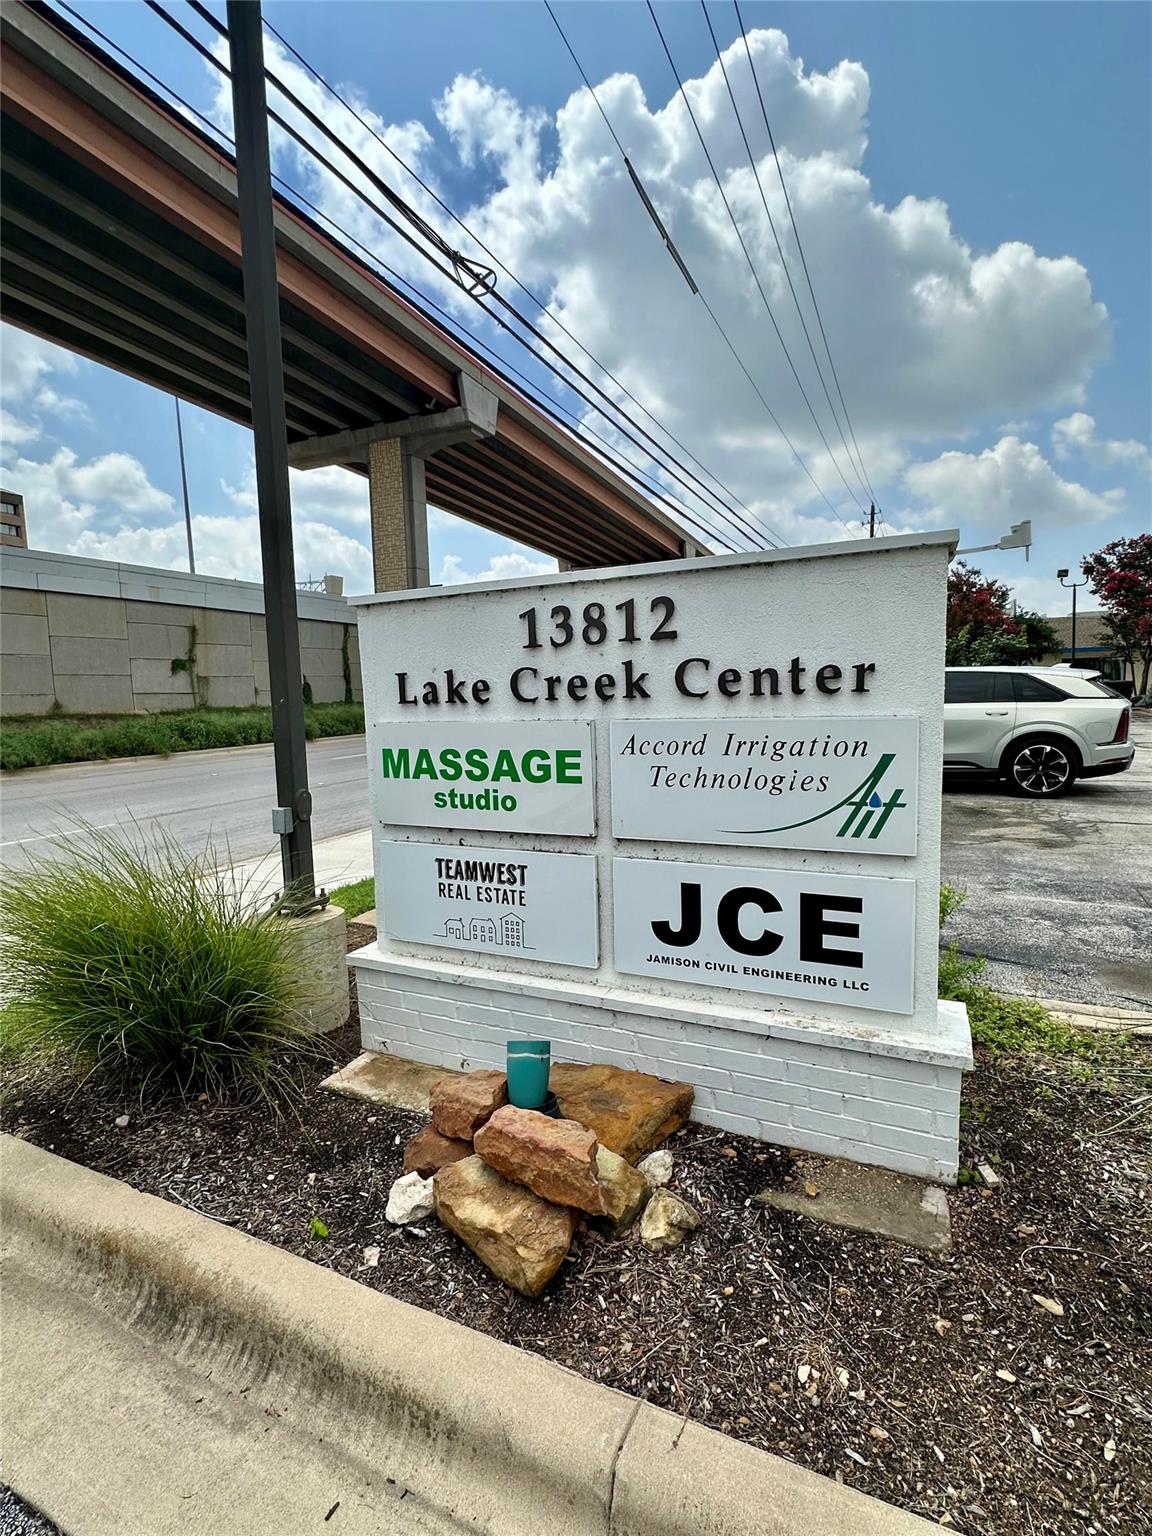 13812
Lake Creek Center
MASSAGE
studio
Accord Irrigation
Technologies
Ait
TEAMWEST
REAL ESTATE
JCE
JAMISON CIVIL ENGINEERING LLC